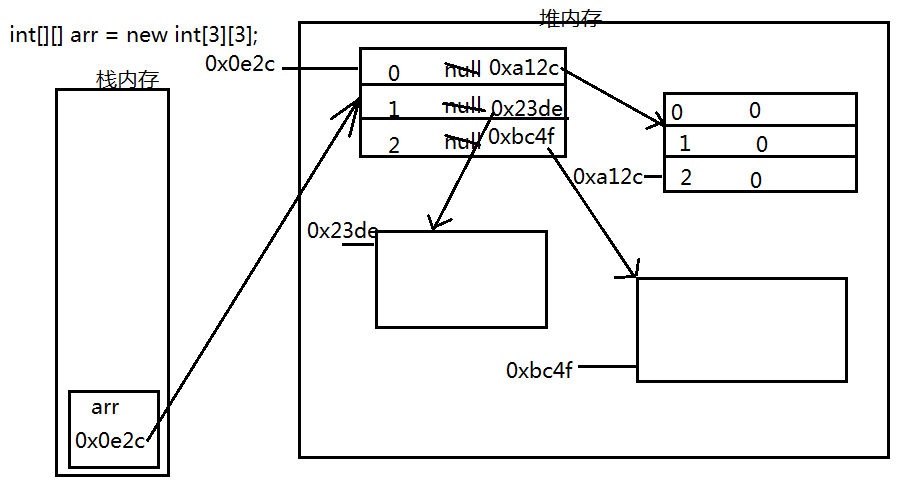 int[][] arr = new int[3][3];
堆内存
0x0e2c
栈内存
0 null 0xa12c
1 null 0x23de
2 null 0xbc4f
0 0
1 0
0xa12c 2 0
0x23de
0xbc4f
arr
0x0e2c